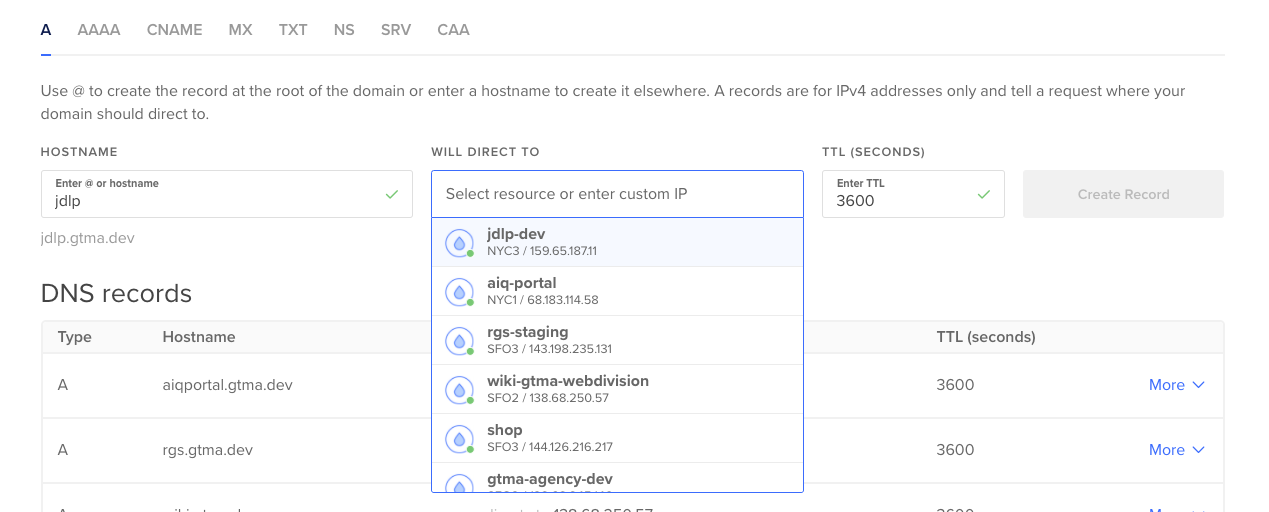 A AAAA CNAME MX TXT NS SRV CAA
Use @ to create the record at the root of the domain or enter a hostname to create it elsewhere. A records are for IPv4 addresses only and tell a request where your
domain should direct to.
HOSTNAME WILL DIRECT TO TTL (SECONDS)
Enter @ or hostname
jdlp
Select resource or enter custom IP
Enter TTL
3600
Create Record
jdlp.gtma.dev
jdlp-dev
NYC3 / 159.65.187.11
aiq-portal
NYC1 / 68.183.114.58
rgs-staging
SFO3 / 143.198.235.131
wiki-gtma-webdivision
SFO2 / 138.68.250.57
shop
SFO3 / 144.126.216.217
gtma-agency-dev
DNS records
Type Hostname TTL (seconds)
A aiqportal.gtma.dev 3600 More
A rgs.gtma.dev 3600 More
138.68.250.57